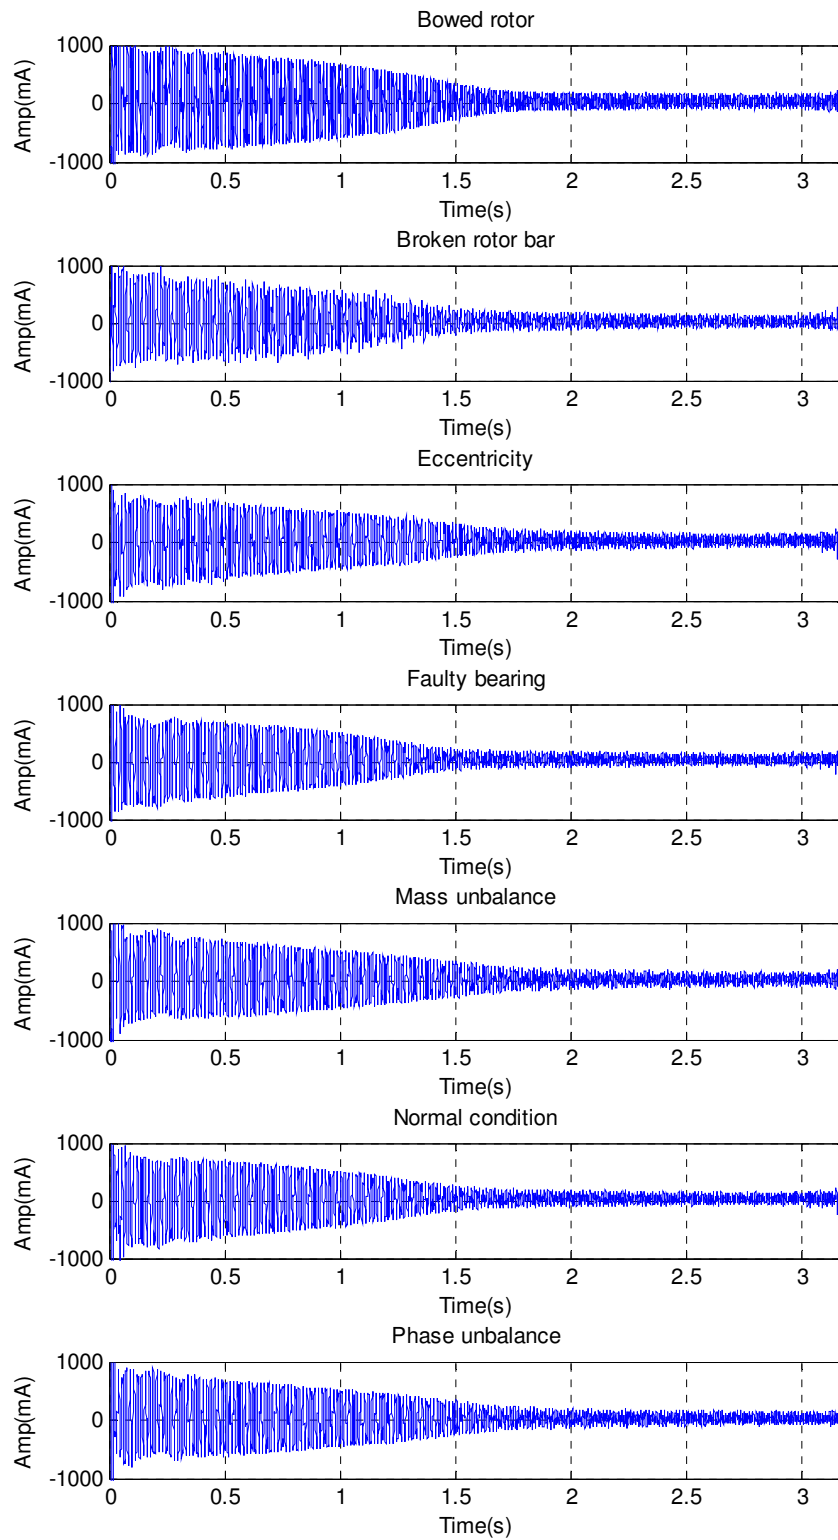 Bowed rotor
1000
0
-1000
Amp(mA)
0 0.5 1 1.5 2 2.5 3
Time(s)
Broken rotor bar
1000
0
-1000
Amp(mA)
0 0.5 1 1.5 2 2.5 3
Time(s)
Eccentricity
1000
0
-1000
Amp(mA)
0 0.5 1 1.5 2 2.5 3
Time(s)
Faulty bearing
1000
0
-1000
Amp(mA)
0 0.5 1 1.5 2 2.5 3
Time(s)
Mass unbalance
1000
0
-1000
Amp(mA)
0 0.5 1 1.5 2 2.5 3
Time(s)
Normal condition
1000
0
-1000
Amp(mA)
0 0.5 1 1.5 2 2.5 3
Time(s)
Phase unbalance
1000
0
-1000
Amp(mA)
0 0.5 1 1.5 2 2.5 3
Time(s)